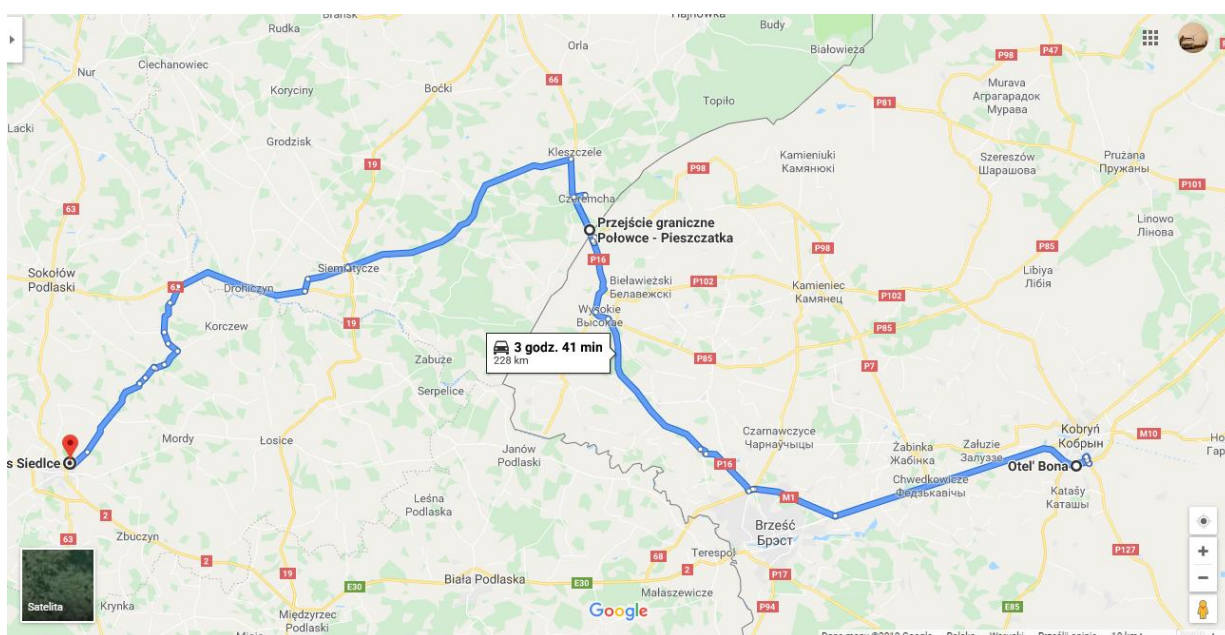 Brańsk
Hajnówka
Budy
Rudka
Orla
Białowieża
P98
P47
Ciechanowiec
Nur
66
Murava
Аграгарадок
Мурава
Koryciny
Boćki
Topiło
P81
Lacki
Grodzisk
19
Kleszczele
Kamieniuki
Камянюкі
Szereszów
Шарашова
Prużana
Пружаны
P98
P101
63
Czeremcha
Przejście graniczne
Połowce - Pieszczatka
Linowo
Лінова
P98
P85
Sokołów
Podlaski
Siemiatycze
P16
Libiya
Лібія
62
Drohiczyn
Bieławieżski
Белавежскі
P102
Kamieniec
Камянец
P102
Korczew
19
Wysokie
Высокае
P85
3 godz. 41 min
228 km
Zabuże
P85
P7
Serpelice
Mordy
Łosice
Czarnawczyce
Чарнаўчыцы
Kobryń
Кобрын
M10
Janów
Podlaski
Żabinka
Жабінка
Załuzie
Залуззе
s Siedlce
P16
Otel' Bona
Chwedkowicze
Федзькавічы
Katašy
Каташы
Leśna
Podlaska
M1
2
Brześć
Брэст
63
Zbuczyn
2
68
Terespol
2
P127
19
E30
Biała Podlaska
E30
P17
Małaszewicze
Satelita
Krynka
Międzyrzec
Podlaski
Google
P94
E85